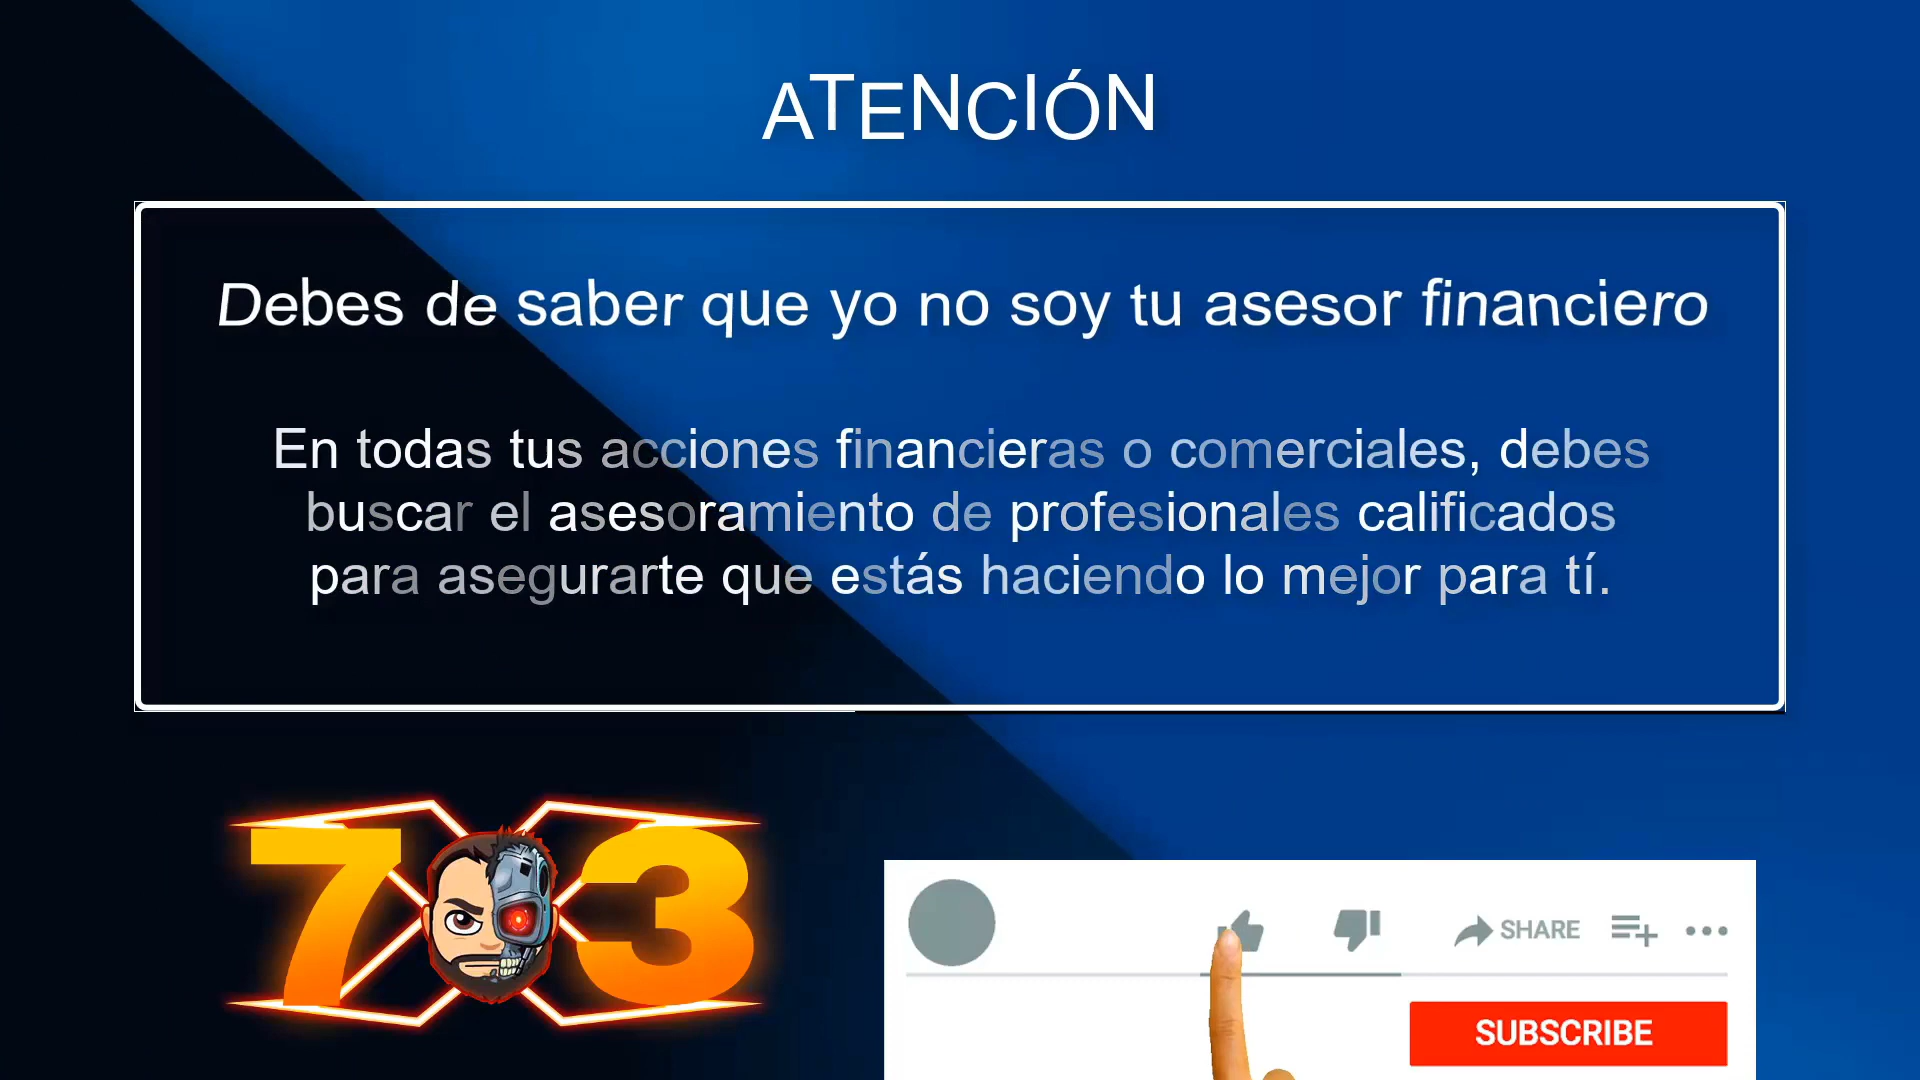 ATENCIÓN
Debes de saber que yo no soy tu asesor financiero
En todas tus acciones financieras o comerciales, debes
buscar el asesoramiento de profesionales calificados
para asegurarte que estás haciendo lo mejor para tí.
7 3
SHARE
SUBSCRIBE